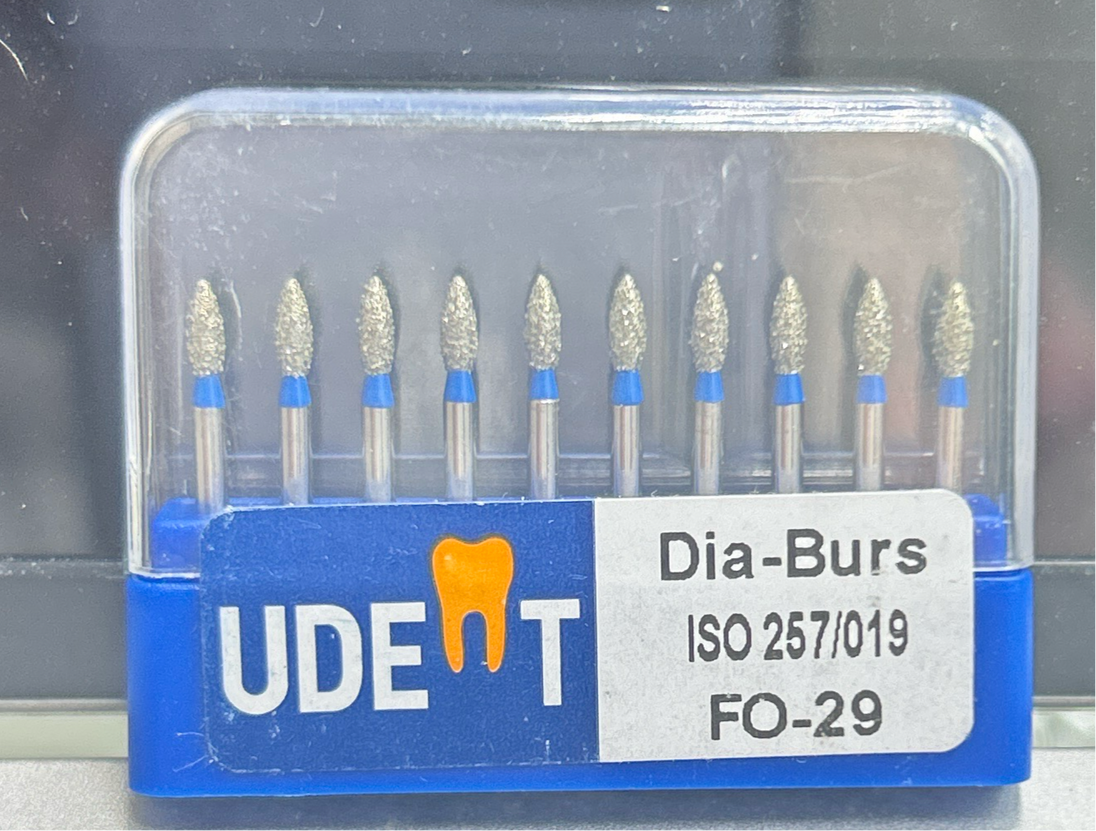 UDENT
Dia-Burs
ISO 257/019
FO-29